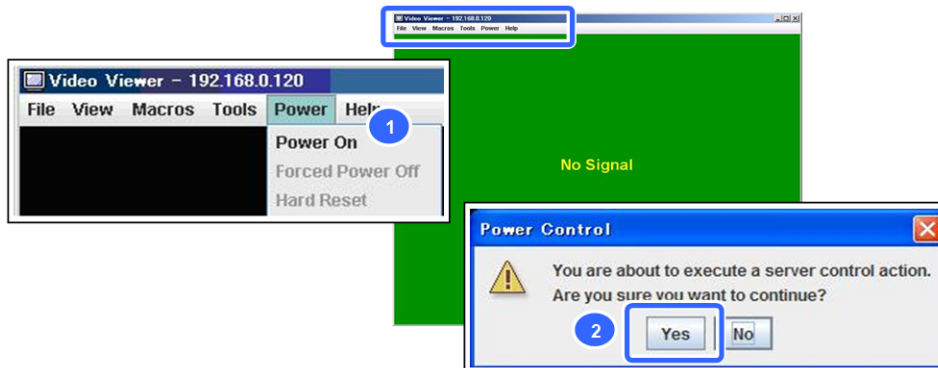 Video Viewer - 192.168.0.120
File View Macros Tools Power Help
Video Viewer - 192.168.0.120
File View Macros Tools Power Help
1
Power On
Forced Power Off
Hard Reset
No Signal
Power Control
You are about to execute a server control action.
Are you sure you want to continue?
2
Yes No